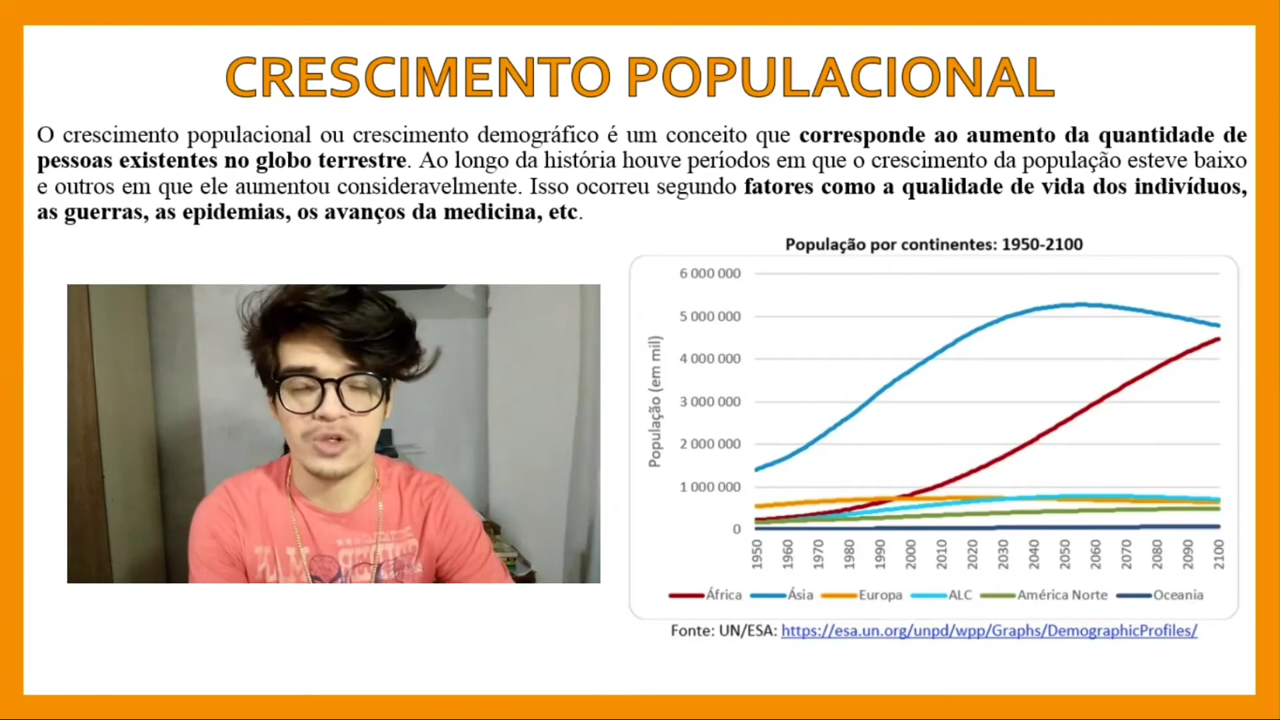 CRESCIMENTO POPULACIONAL
O crescimento populacional ou crescimento demográfico é um conceito que corresponde ao aumento da quantidade de
pessoas existentes no globo terrestre. Ao longo da história houve períodos em que o crescimento da população esteve baixo
e outros em que ele aumentou consideravelmente. Isso ocorreu segundo fatores como a qualidade de vida dos indivíduos,
as guerras, as epidemias, os avanços da medicina, etc.
População por continentes: 1950-2100
População (em mil)
6 000 000
5 000 000
4 000 000
3 000 000
2 000 000
1 000 000
0
1950 1960 1970 1980 1990 2000 2010 2020 2030 2040 2050 2060 2070 2080 2090 2100
África Ásia Europa ALC América Norte Oceania
Fonte: UN/ESA: https://esa.un.org/unpd/wpp/Graphs/DemographicProfiles/